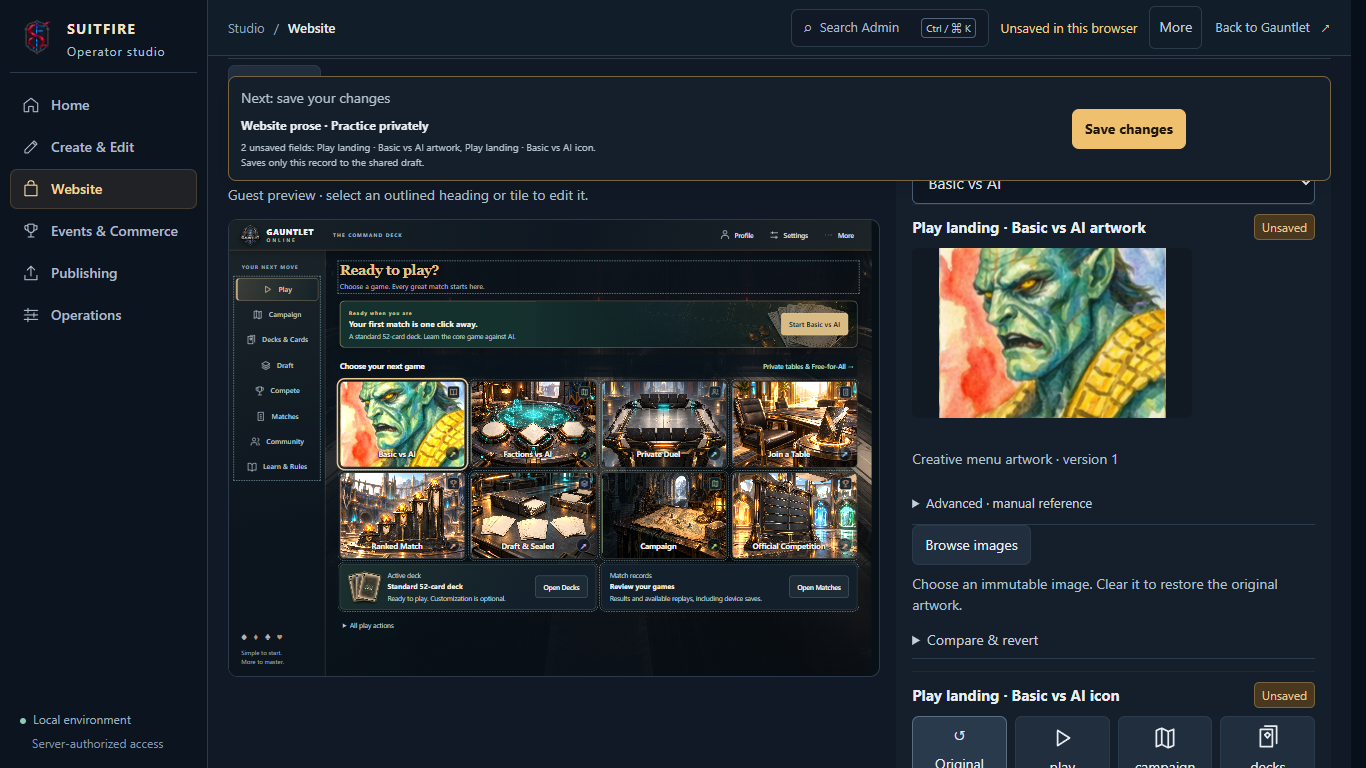 SUITFIRE
Operator studio
Home
Create & Edit
Website
Events & Commerce
Publishing
Operations
Local environment
Server-authorized access
Studio / Website
Search Admin Ctrl / ⌘ K
Unsaved in this browser
More
Back to Gauntlet ↗
Next: save your changes
Website prose · Practice privately
2 unsaved fields: Play landing · Basic vs AI artwork, Play landing · Basic vs AI icon.
Saves only this record to the shared draft.
Save changes
Guest preview · select an outlined heading or tile to edit it.
GAUNTLET
ONLINE
THE COMMAND DECK
Profile
Settings
More
YOUR NEXT MOVE
Play
Campaign
Decks & Cards
Draft
Compete
Matches
Community
Learn & Rules
Simple to start.
More to master.
Ready to play?
Choose a game. Every great match starts here.
Ready when you are
Your first match is one click away.
A standard 52-card deck. Learn the core game against AI.
Start Basic vs AI
Choose your next game
Private tables & Free-for-All →
Basic vs AI
Factions vs AI
Private Duel
Join a Table
Ranked Match
Draft & Sealed
Campaign
Official Competition
Active deck
Standard 52-card deck
Ready to play. Customization is optional.
Open Decks
Match records
Review your games
Results and available replays, including device saves.
Open Matches
All play actions
Basic vs AI
Play landing · Basic vs AI artwork
Unsaved
Creative menu artwork · version 1
Advanced · manual reference
Browse images
Choose an immutable image. Clear it to restore the original
artwork.
Compare & revert
Play landing · Basic vs AI icon
Unsaved
Original
play
campaign
decks